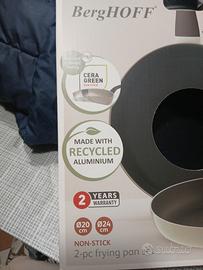 BergHOFF
CERA
GREEN
MADE WITH
RECYCLED
ALUMINIUM
2 YEARS
WARRANTY
Ø20 cm
Ø24 cm
NON-STICK
2-pc frying pan
subito